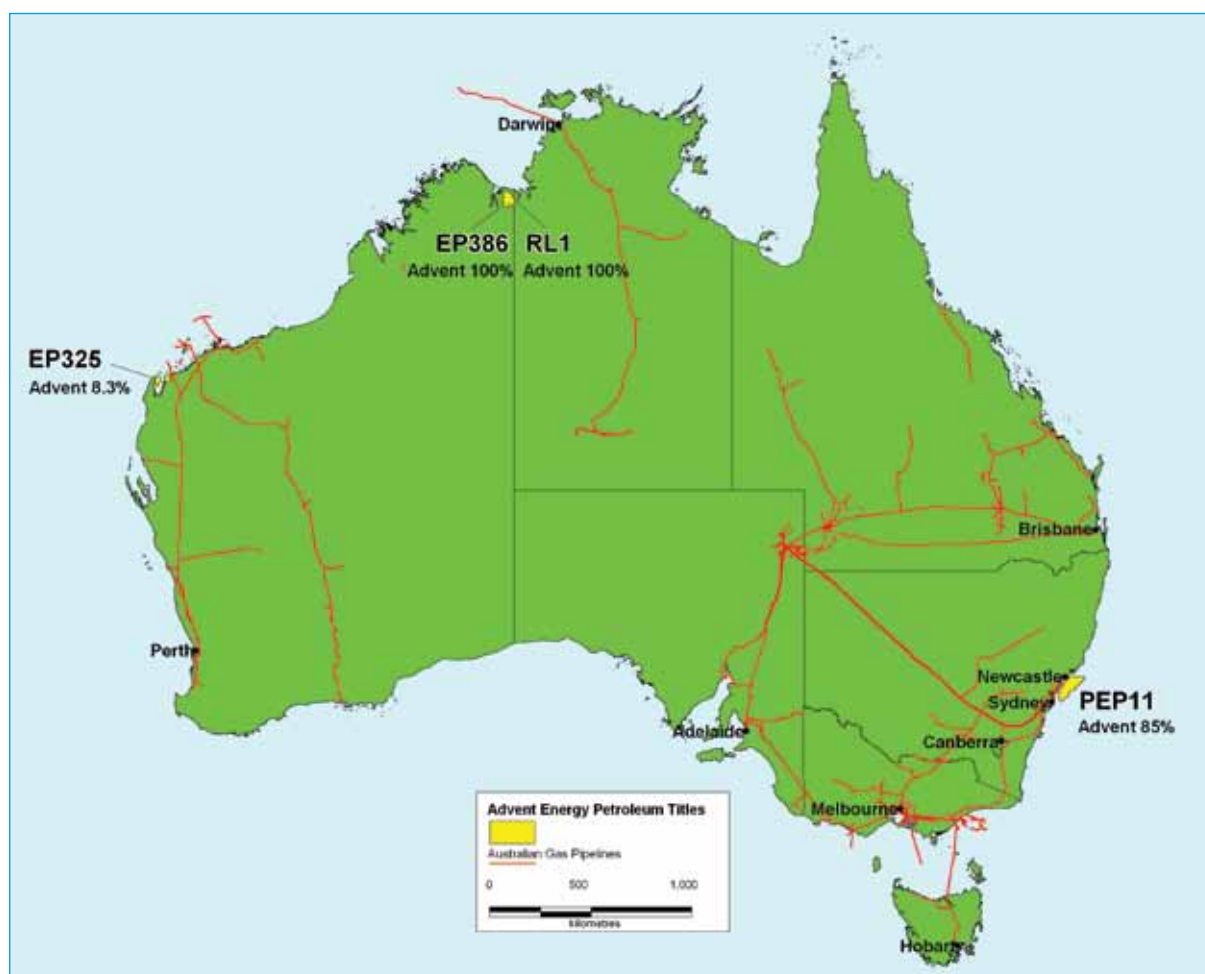 Darwin
EP386 RL1
Advent 100% Advent 100%
EP325
Advent 8.3%
Brisbane
Perth
Newcastle
Sydney
PEP11
Advent 85%
Adelaide
Canberra
Melbourne
Advent Energy Petroleum Titles
Australian Gas Pipelines
0 500 1,000
kilometres
Hobart